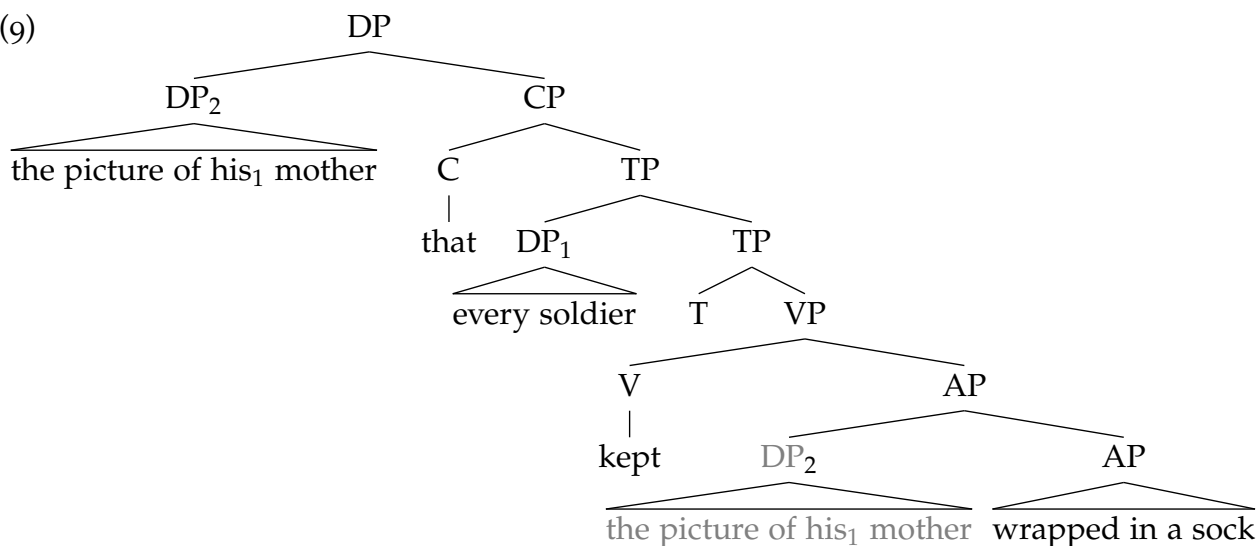 (9)
DP
DP₂ CP
the picture of his₁ mother C TP
that DP₁ TP
every soldier T VP
V AP
kept DP₂ AP
the picture of his₁ mother wrapped in a sock